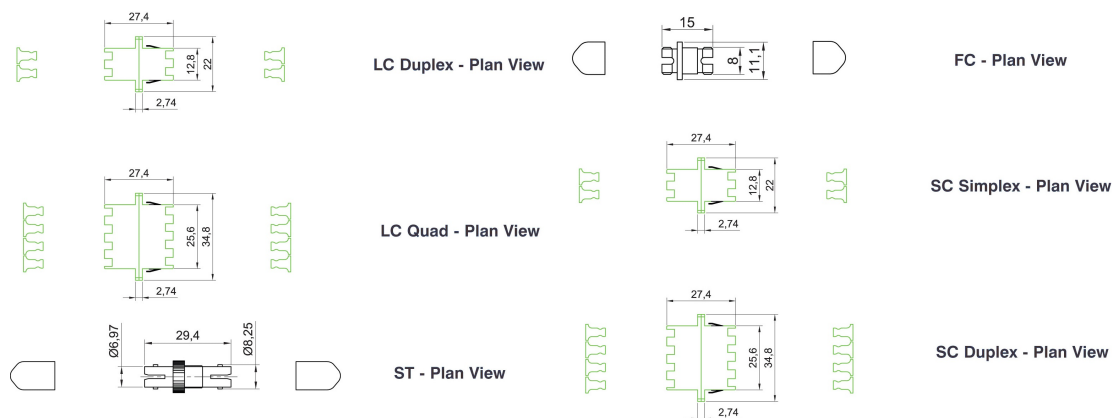 27,4
12,8
22
2,74
LC Duplex - Plan View
15
8
11,1
FC - Plan View
27,4
12,8
22
2,74
SC Simplex - Plan View
27,4
25,6
34,8
2,74
LC Quad - Plan View
27,4
25,6
34,8
2,74
SC Duplex - Plan View
Ø6,97
29,4
Ø8,25
ST - Plan View